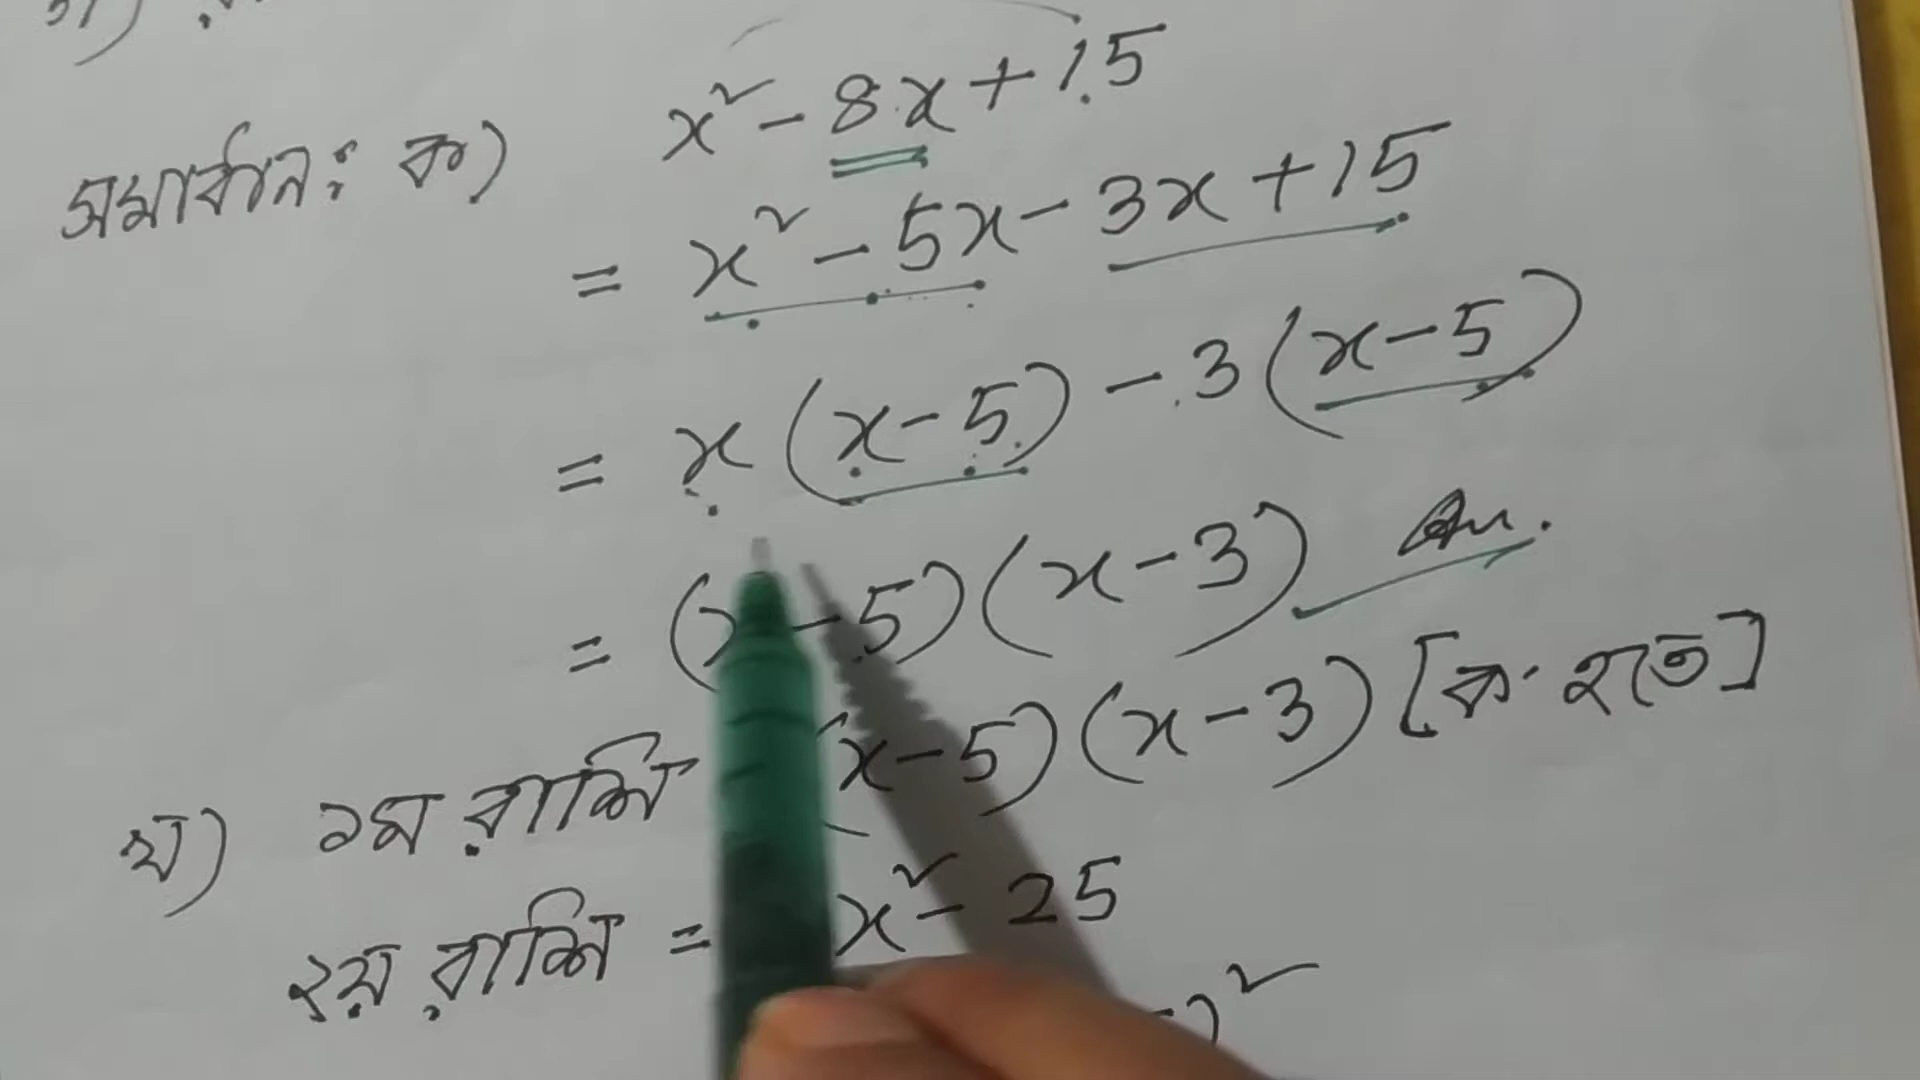 সমাধান: ক) x² - 8x + 15
= x² - 5x - 3x + 15
= x (x - 5) - 3 (x - 5)
= (x - 5) (x - 3) Ans.
খ) ১ম রাশি (x - 5) (x - 3) [ক হতে]
২য় রাশি = x² - 25
)²